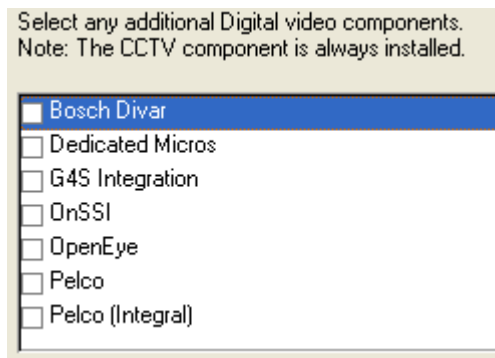 Select any additional Digital video components.
Note: The CCTV component is always installed.
Bosch Divar
Dedicated Micros
G4S Integration
OnSSI
OpenEye
Pelco
Pelco (Integral)